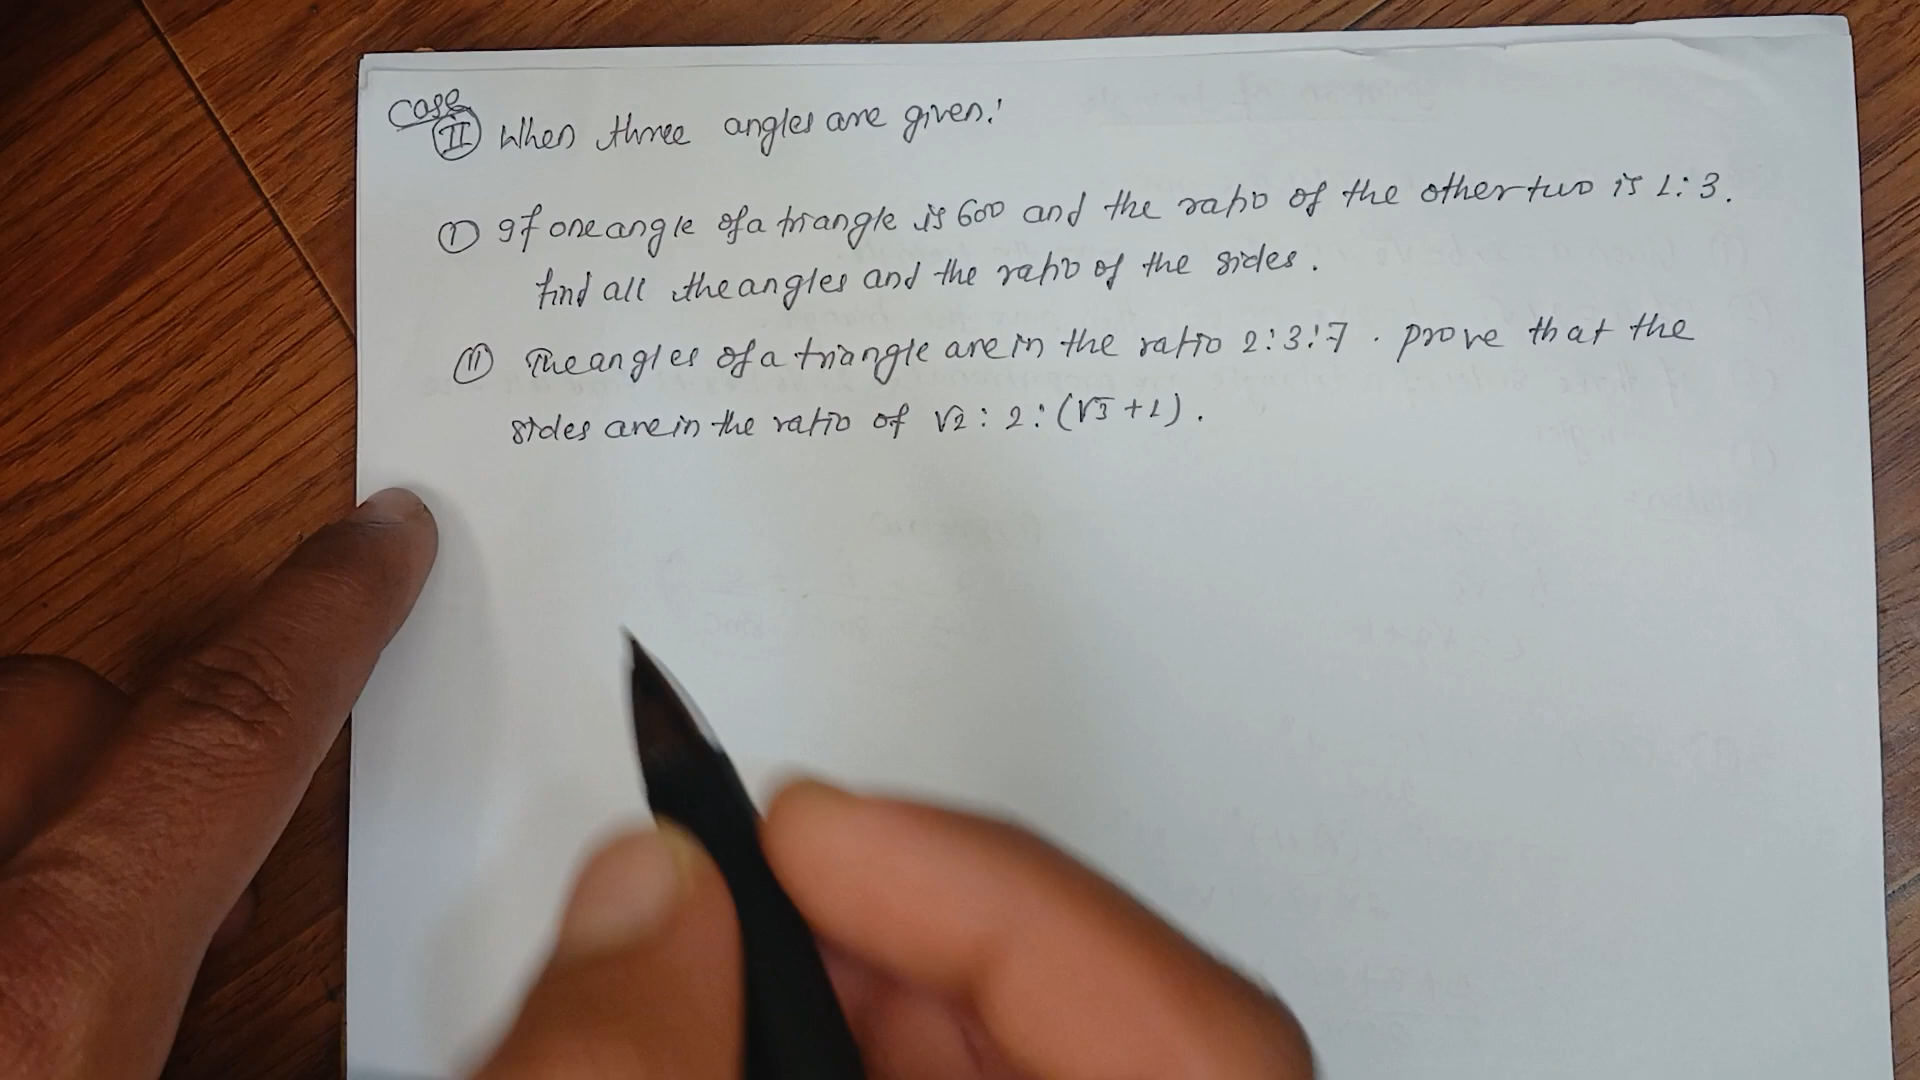 Case
II When three angles are given:
① If one angle of a triangle is 600 and the ratio of the other two is 1:3.
find all the angles and the ratio of the sides.
⑪ The angles of a triangle are in the ratio 2:3:7. prove that the
sides are in the ratio of √2 : 2 : (√3 + 1).